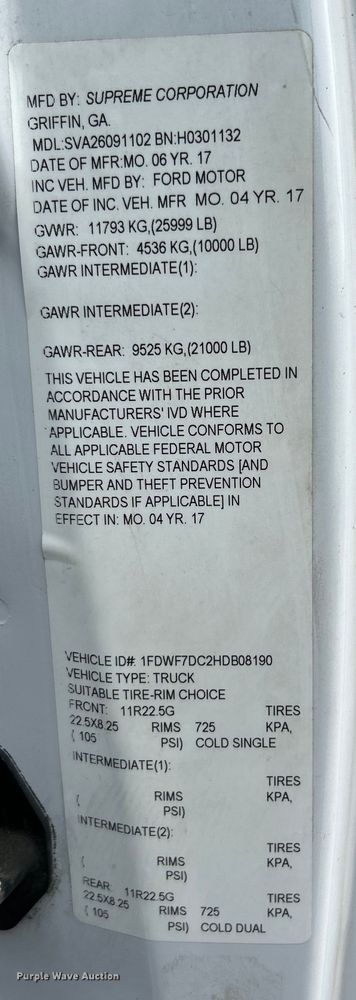 MFD BY: SUPREME CORPORATION
GRIFFIN, GA.
MDL:SVA26091102 BN:H0301132
DATE OF MFR:MO. 06 YR. 17
INC VEH. MFD BY: FORD MOTOR
DATE OF INC. VEH. MFR MO. 04 YR. 17
GVWR: 11793 KG,(25999 LB)
GAWR-FRONT: 4536 KG,(10000 LB)
GAWR INTERMEDIATE(1):
GAWR INTERMEDIATE(2):
GAWR-REAR: 9525 KG,(21000 LB)
THIS VEHICLE HAS BEEN COMPLETED IN
ACCORDANCE WITH THE PRIOR
MANUFACTURERS' IVD WHERE
APPLICABLE. VEHICLE CONFORMS TO
ALL APPLICABLE FEDERAL MOTOR
VEHICLE SAFETY STANDARDS [AND
BUMPER AND THEFT PREVENTION
STANDARDS IF APPLICABLE] IN
EFFECT IN: MO. 04 YR. 17
VEHICLE ID#: 1FDWF7DC2HDB08190
VEHICLE TYPE: TRUCK
SUITABLE TIRE-RIM CHOICE
FRONT: 11R22.5G TIRES
22.5X8.25 RIMS 725 KPA,
( 105 PSI) COLD SINGLE
INTERMEDIATE(1):
TIRES
RIMS KPA,
( PSI)
INTERMEDIATE(2):
TIRES
( RIMS KPA,
PSI)
REAR: 11R22.5G TIRES
22.5X8.25 RIMS 725 KPA,
( 105 PSI) COLD DUAL
Purple Wave Auction